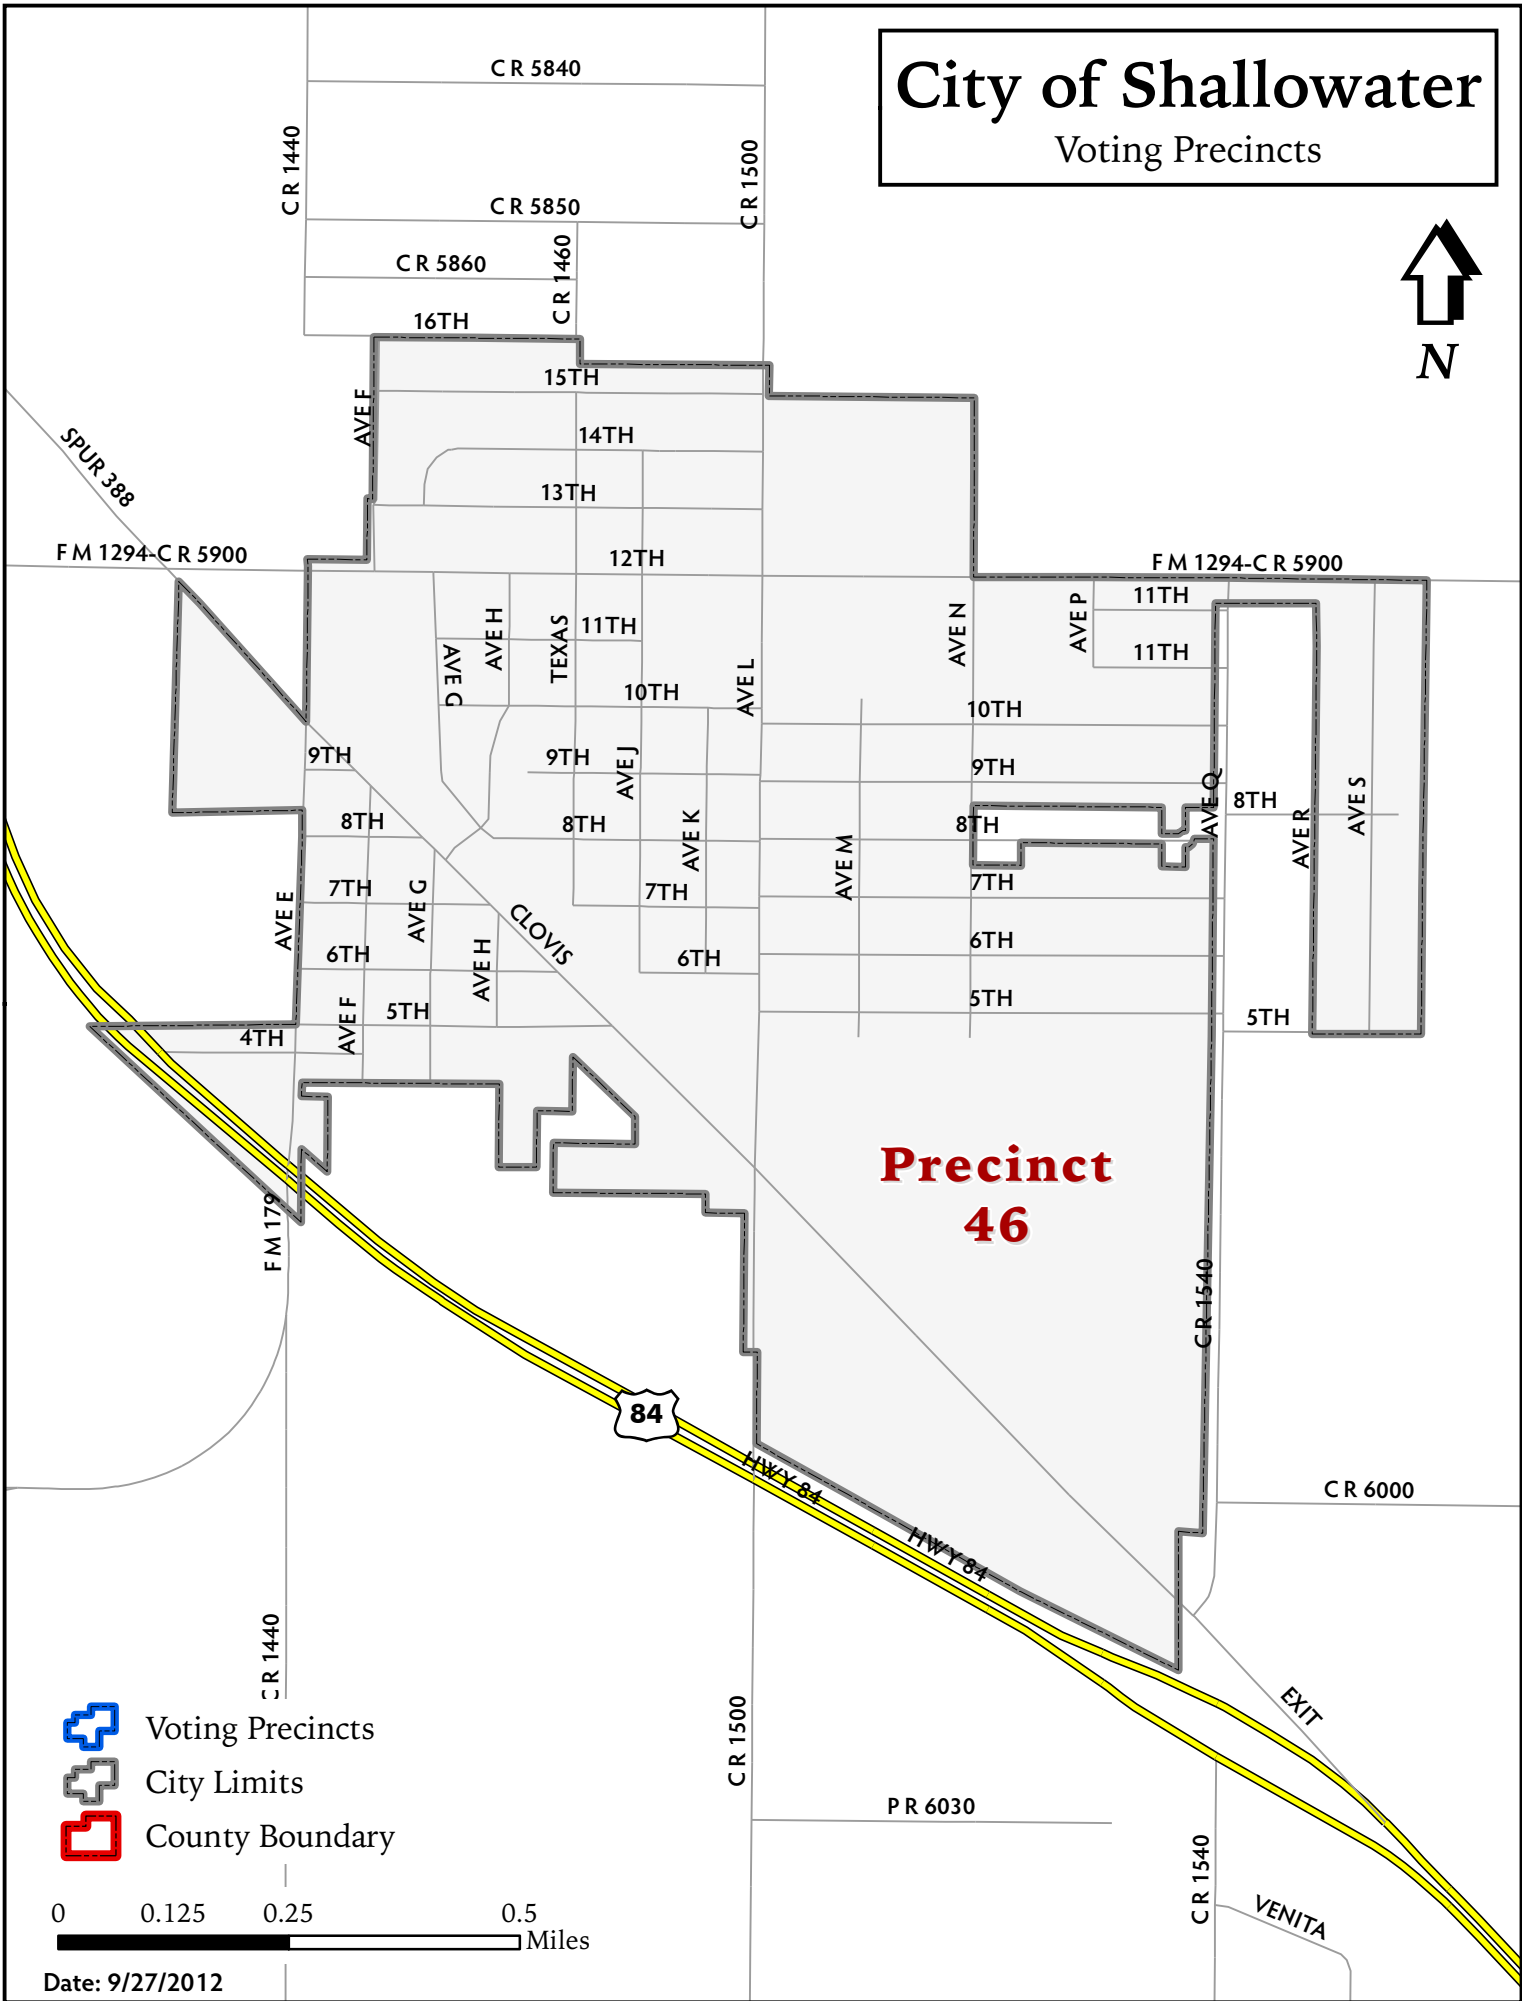 City of Shallowater
Voting Precincts
N
C R 5840
C R 1440
C R 1500
C R 5850
C R 1460
C R 5860
16TH
15TH
AVE F
14TH
SPUR 388
13TH
F M 1294-C R 5900
12TH
F M 1294-C R 5900
11TH
AVE P
AVE N
AVE H
TEXAS
11TH
11TH
AVE G
AVE L
10TH
10TH
9TH
9TH
AVE J
9TH
AVE Q
8TH
AVE S
8TH
8TH
8TH
AVE K
AVE M
AVE R
7TH
7TH
7TH
AVE E
AVE G
CLOVIS
6TH
6TH
6TH
AVE H
5TH
5TH
5TH
AVE F
4TH
Precinct
46
F M 179
C R 1540
84
HWY 84
C R 6000
HWY 84
C R 1440
EXIT
C R 1500
P R 6030
C R 1540
VENITA
Voting Precincts
City Limits
County Boundary
0 0.125 0.25 0.5
Miles
Date: 9/27/2012